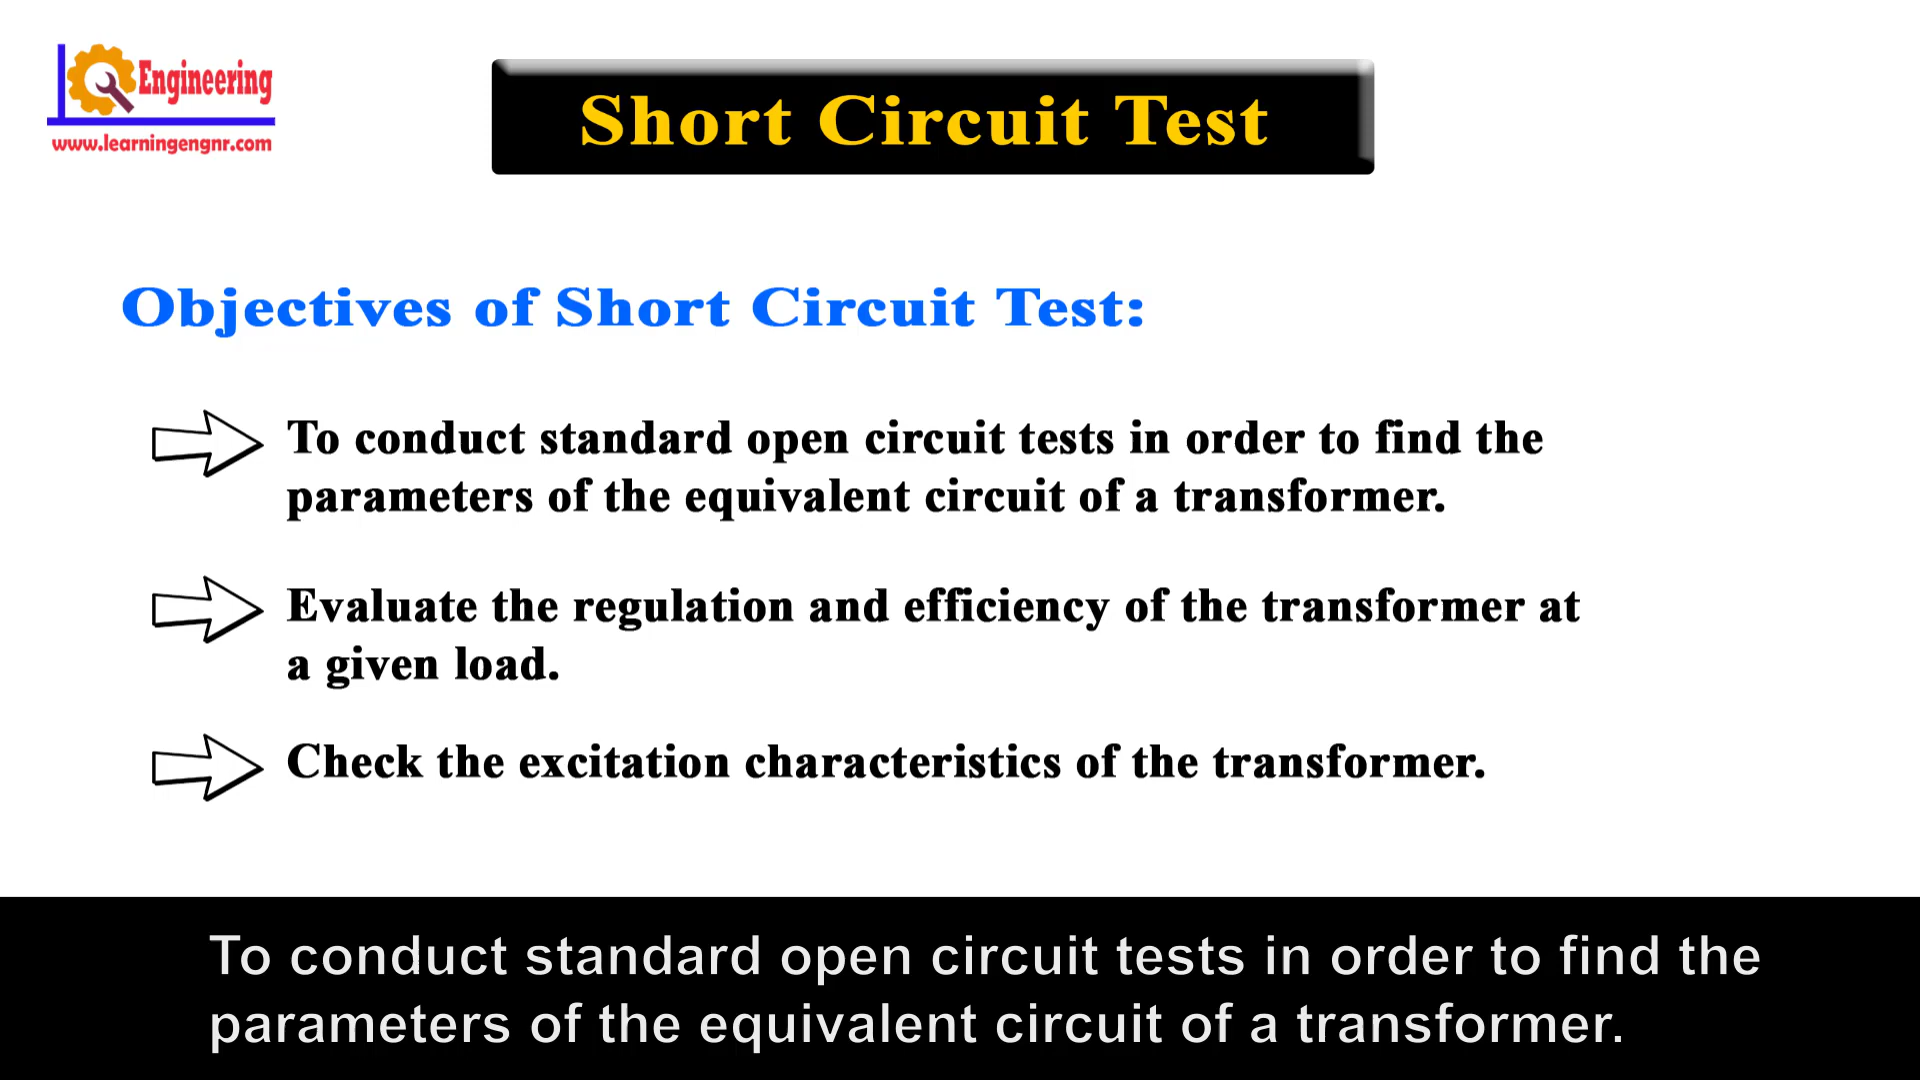 Engineering
www.learningengnr.com
Short Circuit Test
Objectives of Short Circuit Test:
To conduct standard open circuit tests in order to find the
parameters of the equivalent circuit of a transformer.
Evaluate the regulation and efficiency of the transformer at
a given load.
Check the excitation characteristics of the transformer.
To conduct standard open circuit tests in order to find the
parameters of the equivalent circuit of a transformer.